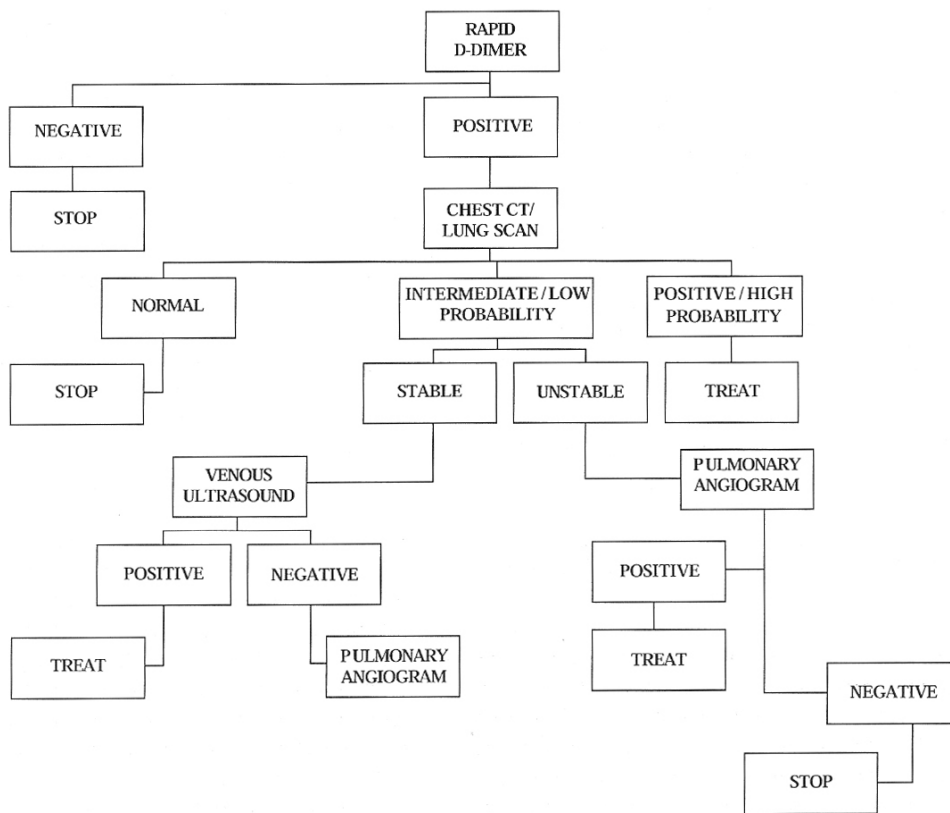 RAPID
D-DIMER
NEGATIVE
POSITIVE
STOP
CHEST CT/
LUNG SCAN
NORMAL
INTERMEDIATE / LOW
PROBABILITY
POSITIVE / HIGH
PROBABILITY
STOP
STABLE
UNSTABLE
TREAT
VENOUS
ULTRASOUND
PULMONARY
ANGIOGRAM
POSITIVE
NEGATIVE
POSITIVE
TREAT
PULMONARY
ANGIOGRAM
TREAT
NEGATIVE
STOP